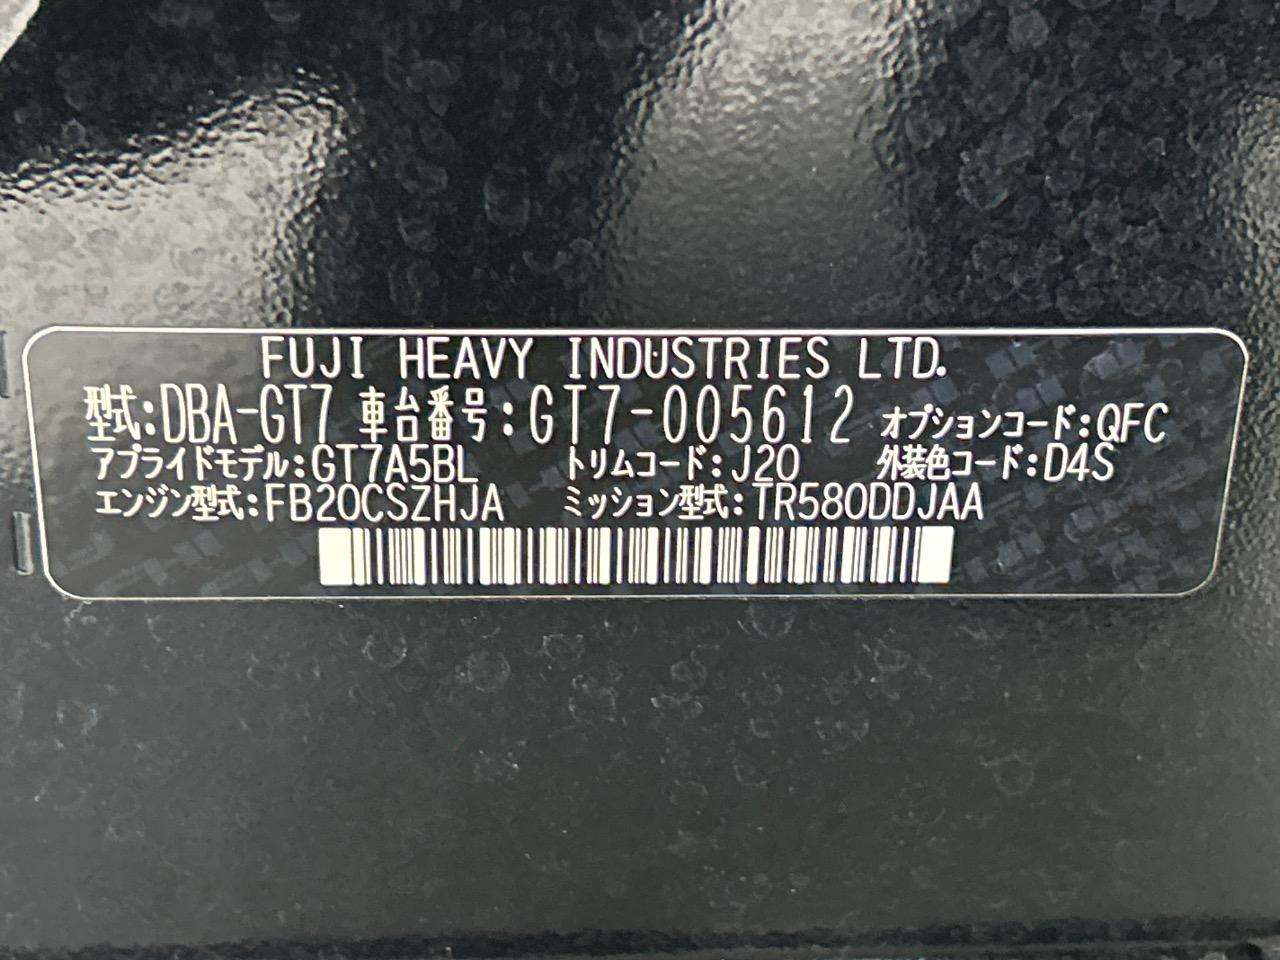 FUJI HEAVY INDUSTRIES LTD.
型式:DBA-GT7 車台番号:GT7-005612 オプションコード:QFC
アプライドモデル:GT7A5BL トリムコード:J20 外装色コード:D4S
エンジン型式:FB20CSZHJA ミッション型式:TR580DDJAA